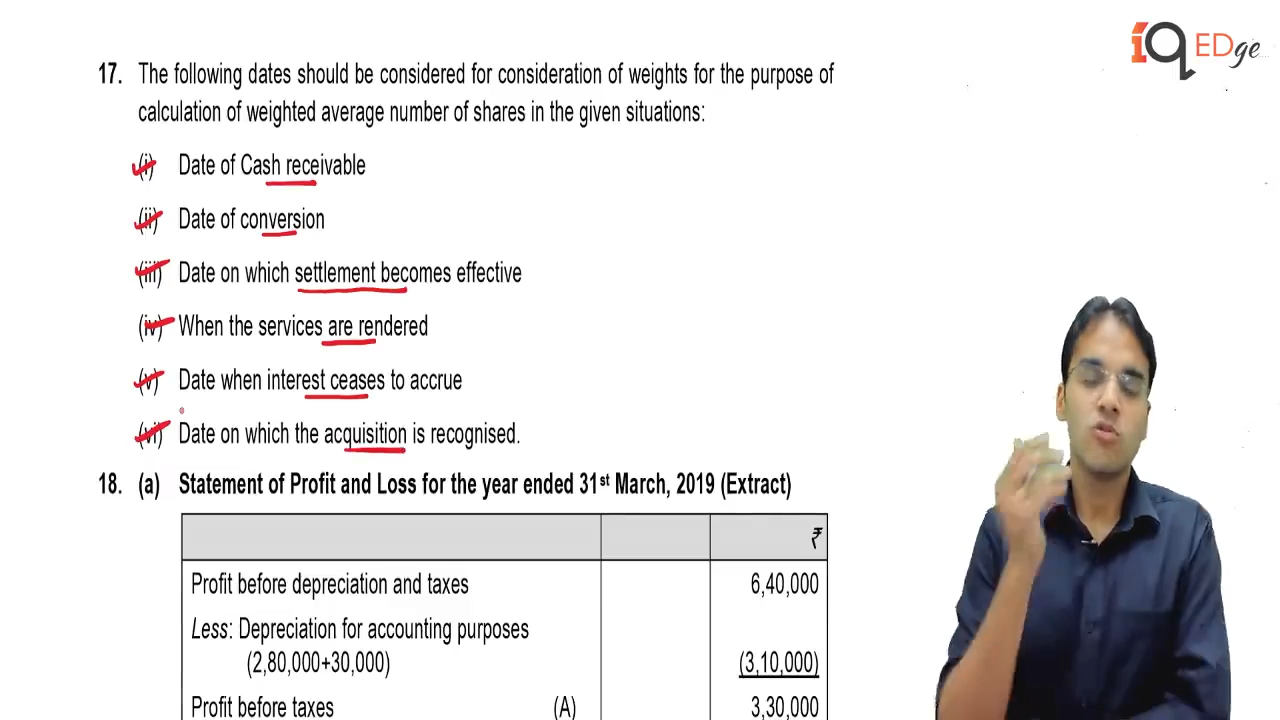 iQ EDge
17. The following dates should be considered for consideration of weights for the purpose of
calculation of weighted average number of shares in the given situations:
(i) Date of Cash receivable
(ii) Date of conversion
(iii) Date on which settlement becomes effective
(iv) When the services are rendered
(v) Date when interest ceases to accrue
(vi) Date on which the acquisition is recognised.
18. (a) Statement of Profit and Loss for the year ended 31st March, 2019 (Extract)
₹
Profit before depreciation and taxes 6,40,000
Less: Depreciation for accounting purposes
(2,80,000+30,000) (3,10,000)
Profit before taxes (A) 3,30,000